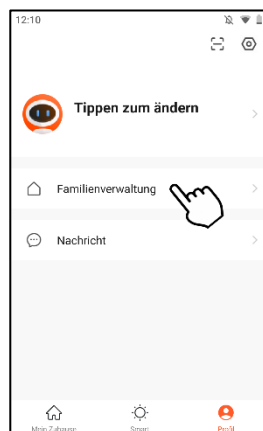 12:10
Tippen zum ändern
Familienverwaltung
Nachricht
Mein Zuhause
Smart
Profil